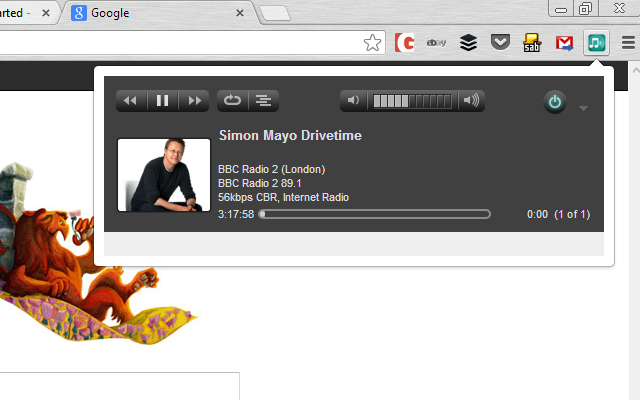 arted -
Google
ebay
sab
Simon Mayo Drivetime
BBC Radio 2 (London)
BBC Radio 2 89.1
56kbps CBR, Internet Radio
3:17:58
0:00 (1 of 1)